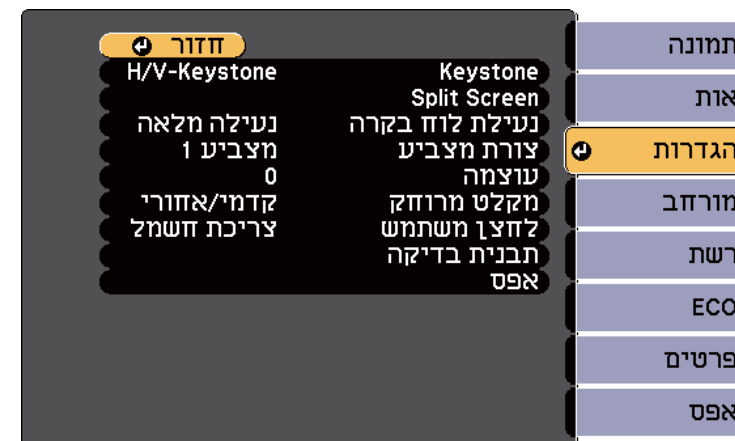 תמונה
אות
הגדרות
מורחב
רשת
ECO
פרטים
אפס
חזור
Keystone H/V-Keystone
Split Screen
נעילת לוח בקרה נעילה מלאה
צורת מצביע מצביע 1
עוצמה 0
מקלט מרוחק קדמי/אחורי
לחצן משתמש צריכת חשמל
תבנית בדיקה
אפס